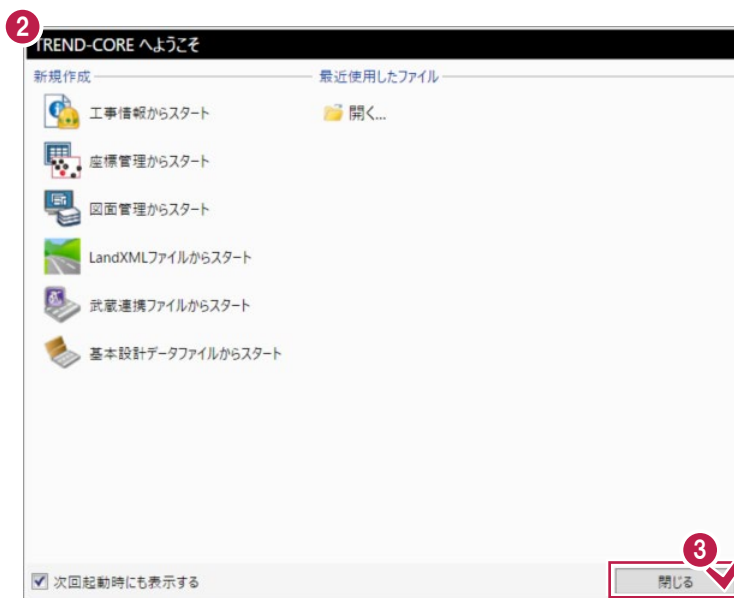 2
TREND-CORE へようこそ
新規作成
工事情報からスタート
座標管理からスタート
図面管理からスタート
LandXMLファイルからスタート
武蔵連携ファイルからスタート
基本設計データファイルからスタート
最近使用したファイル
開く...
次回起動時にも表示する
3
閉じる